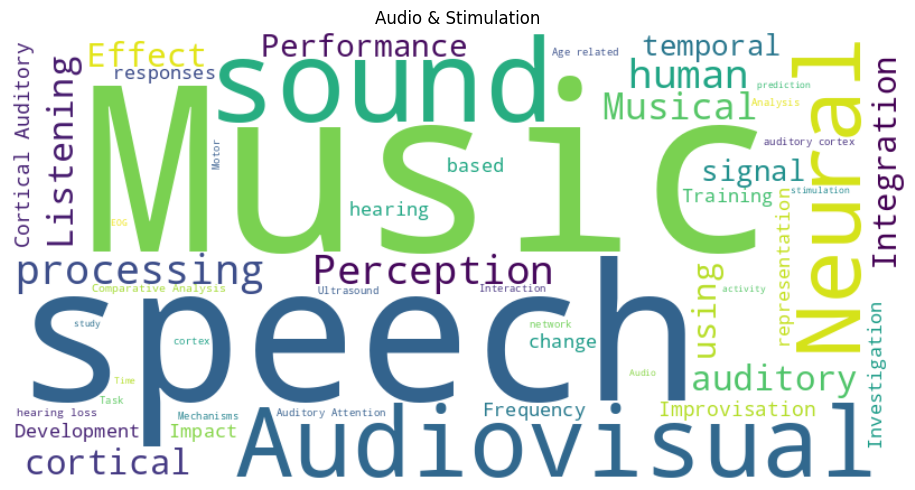 Audio & Stimulation
Cortical Auditory
Listening
Effect
responses
Performance
sound
Age related
temporal
human
prediction
Analysis
Musical
Neural
Integration
Music
Motor
based
hearing
auditory cortex
signal
Training
stimulation
EOG
representation
processing
Perception
Comparative Analysis
Ultrasound
Interaction
using
activity
speech
study
cortex
network
change
Investigation
Time
Task
Audio
auditory
hearing loss
Mechanisms
Auditory Attention
Frequency
Improvisation
Development
Impact
Audiovisual
cortical